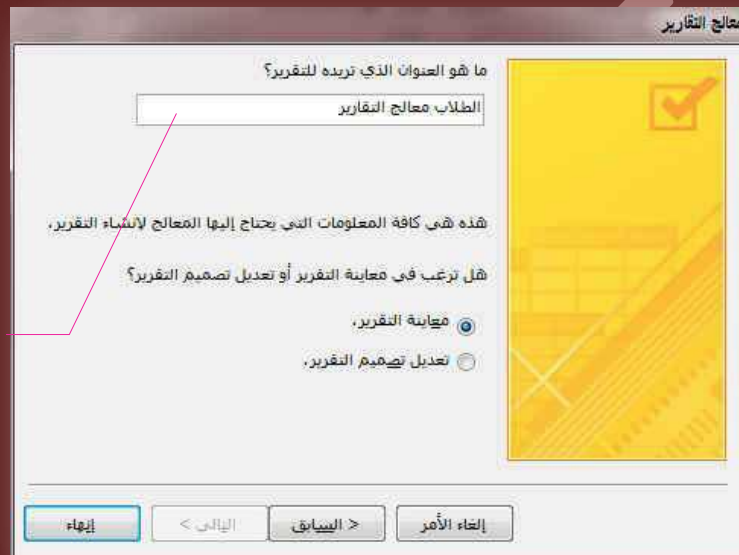 معالج التقارير
ما هو العنوان الذي تريده للتقرير؟
الطلاب معالج التقارير
هذه هي كافة المعلومات التي يحتاج إليها المعالج لإنشاء التقرير.
هل ترغب في معاينة التقرير أو تعديل تصميم التقرير؟
معاينة التقرير.
تعديل تصميم التقرير.
إلغاء الأمر
< السابق
التالي >
إنهاء